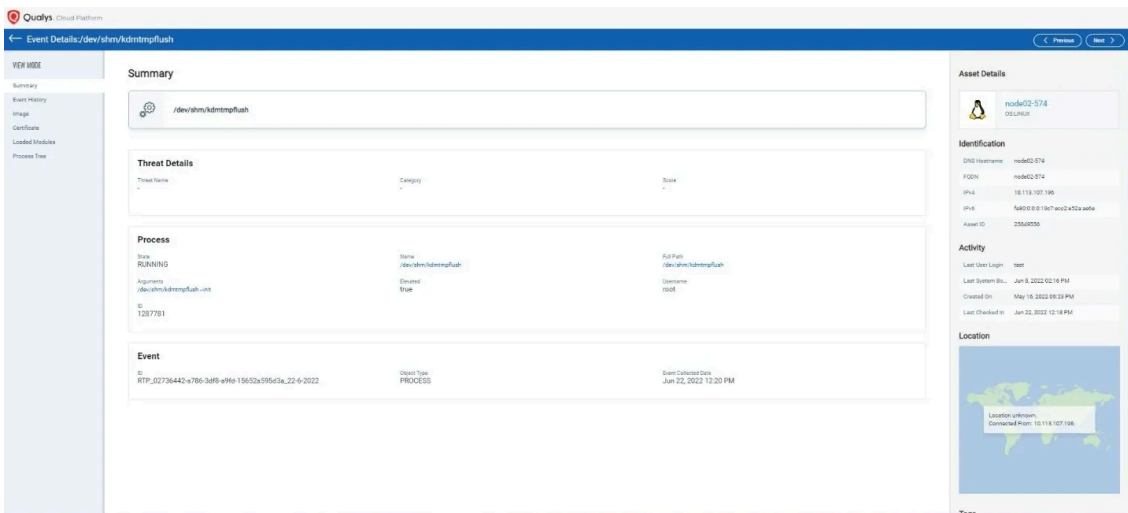 Qualys. Cloud Platform
← Event Details:/dev/shm/kdmtmpflush
< Previous
Next >
VIEW MODE
Summary
Event History
Image
Certificate
Loaded Modules
Process Tree
Summary
/dev/shm/kdmtmpflush
Threat Details
Threat Name
Category
Score
-
-
-
Process
State
Name
Full Path
RUNNING
/dev/shm/kdmtmpflush
/dev/shm/kdmtmpflush
Arguments
Elevated
Username
/dev/shm/kdmtmpflush --init
true
root
ID
1287781
Event
ID
Object Type
Event Collected Date
RTP_02736442-a786-3df8-a9fd-15652a595d3a_22-6-2022
PROCESS
Jun 22, 2022 12:20 PM
Asset Details
node02-574
OS:LINUX
Identification
DNS Hostname node02-574
FQDN node02-574
IPv4 10.113.107.196
IPv6
Asset ID 25649556
Activity
Last User Login test
Last System Bo... Jun 8, 2022 02:16 PM
Created On May 16, 2022 05:23 PM
Last Checked In Jun 22, 2022 12:18 PM
Location
Location unknown.
Connected From: 10.113.107.196